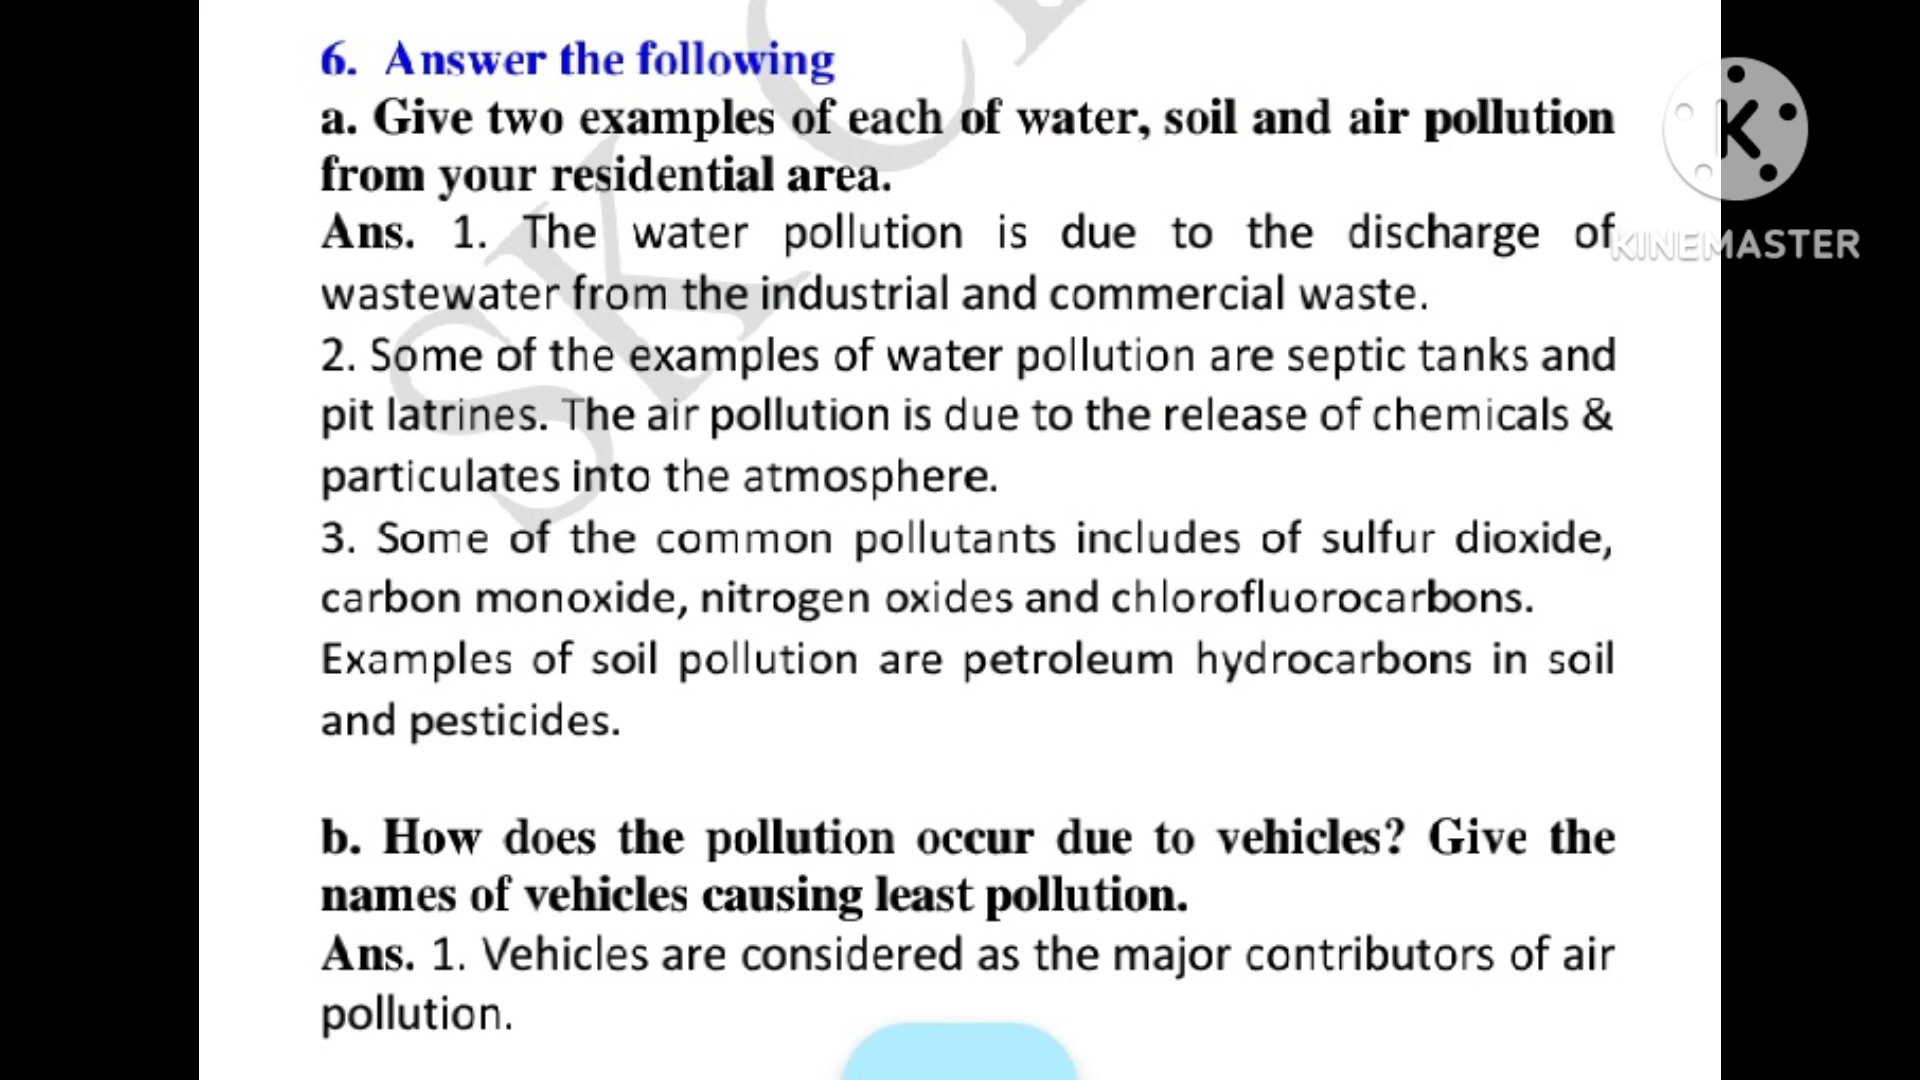 6. Answer the following
a. Give two examples of each of water, soil and air pollution
from your residential area.
Ans. 1. The water pollution is due to the discharge of
wastewater from the industrial and commercial waste.
2. Some of the examples of water pollution are septic tanks and
pit latrines. The air pollution is due to the release of chemicals &
particulates into the atmosphere.
3. Some of the common pollutants includes of sulfur dioxide,
carbon monoxide, nitrogen oxides and chlorofluorocarbons.
Examples of soil pollution are petroleum hydrocarbons in soil
and pesticides.
b. How does the pollution occur due to vehicles? Give the
names of vehicles causing least pollution.
Ans. 1. Vehicles are considered as the major contributors of air
pollution.
K
KINEMASTER
SK